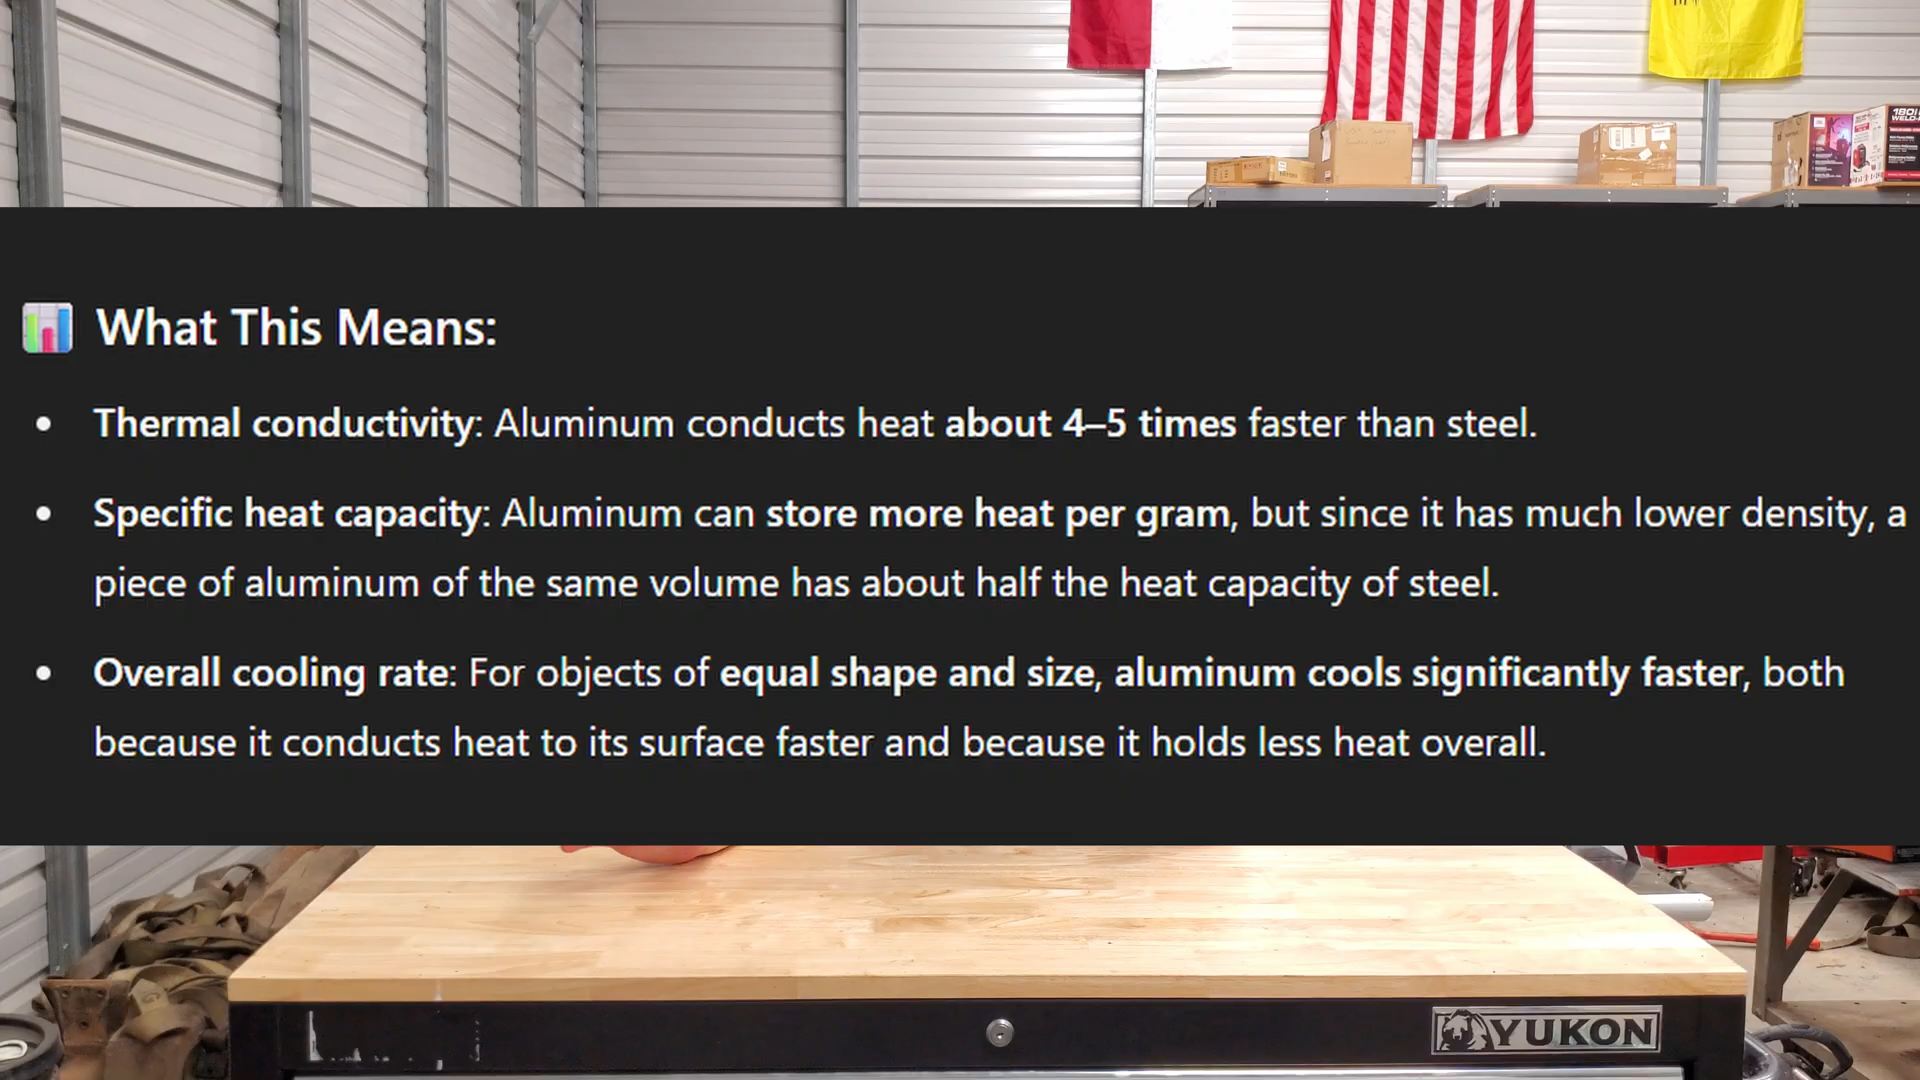 180i
WELD-
What This Means:
• Thermal conductivity: Aluminum conducts heat about 4–5 times faster than steel.
• Specific heat capacity: Aluminum can store more heat per gram, but since it has much lower density, a
piece of aluminum of the same volume has about half the heat capacity of steel.
• Overall cooling rate: For objects of equal shape and size, aluminum cools significantly faster, both
because it conducts heat to its surface faster and because it holds less heat overall.
YUKON